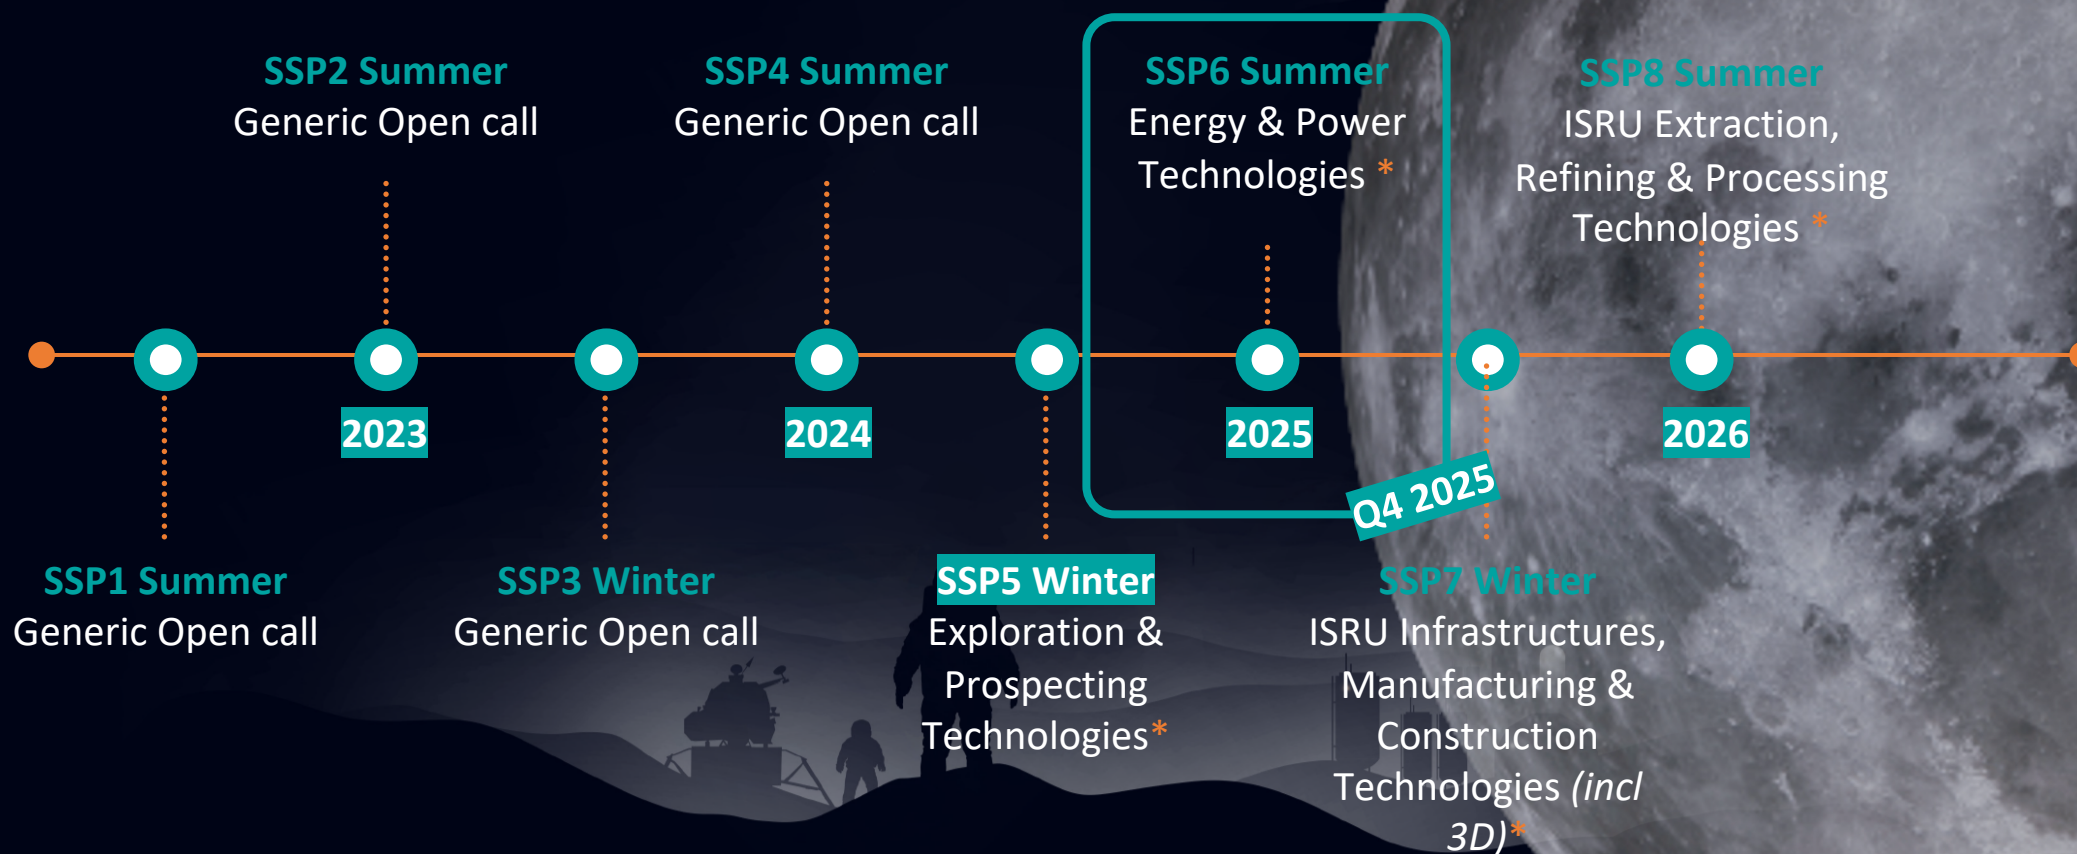 SSP2 Summer
Generic Open call
SSP4 Summer
Generic Open call
SSP6 Summer
Energy & Power
Technologies *
SSP8 Summer
ISRU Extraction,
Refining & Processing
Technologies *
2023
2024
2025
2026
Q4 2025
SSP1 Summer
Generic Open call
SSP3 Winter
Generic Open call
SSP5 Winter
Exploration &
Prospecting
Technologies*
SSP7 Winter
ISRU Infrastructures,
Manufacturing &
Construction
Technologies (incl
3D)*